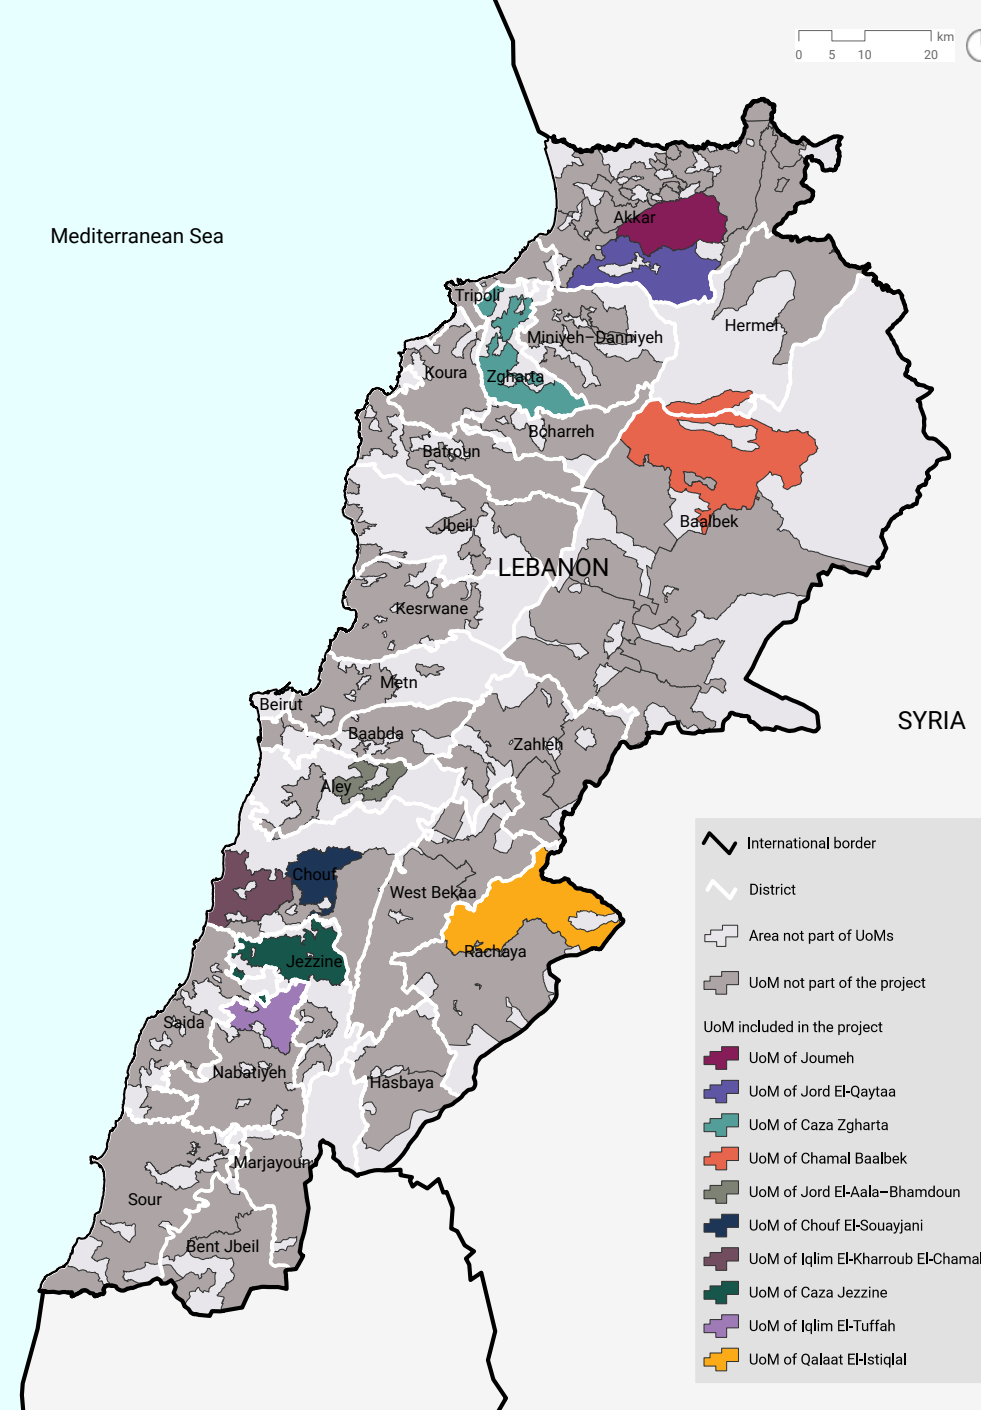 km
0 5 10 20
Mediterranean Sea
Akkar
Tripoli
Hermel
Miniyeh–Danniyeh
Koura
Zgharta
Bcharreh
Batroun
Baalbek
Jbeil
LEBANON
Kesrwane
Metn
Beirut
SYRIA
Baabda
Zahleh
Aley
Chouf
West Bekaa
Rachaya
Jezzine
Saida
Nabatiyeh
Hasbaya
Marjayoun
Sour
Bent Jbeil
International border
District
Area not part of UoMs
UoM not part of the project
UoM included in the project
UoM of Joumeh
UoM of Jord El-Qaytaa
UoM of Caza Zgharta
UoM of Chamal Baalbek
UoM of Jord El-Aala–Bhamdoun
UoM of Chouf El-Souayjani
UoM of Iqlim El-Kharroub El-Chamal
UoM of Caza Jezzine
UoM of Iqlim El-Tuffah
UoM of Qalaat El-Istiqlal